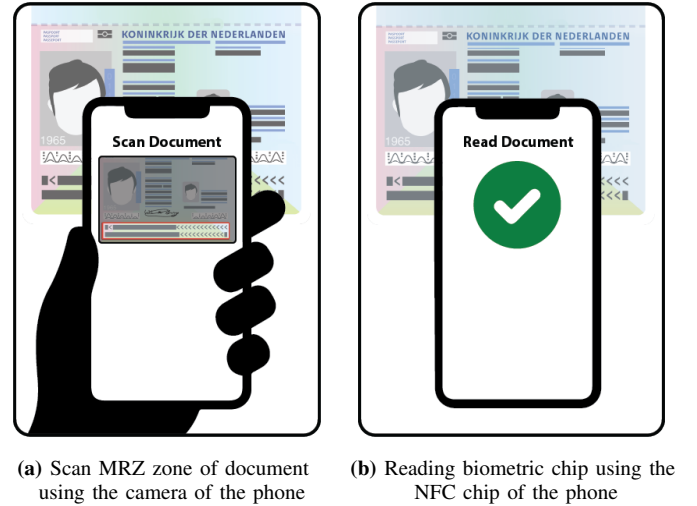 KONINKRIJK DER NEDERLANDEN
1965
Scan Document
(a) Scan MRZ zone of document
using the camera of the phone
KONINKRIJK DER NEDERLANDEN
1965
Read Document
(b) Reading biometric chip using the
NFC chip of the phone